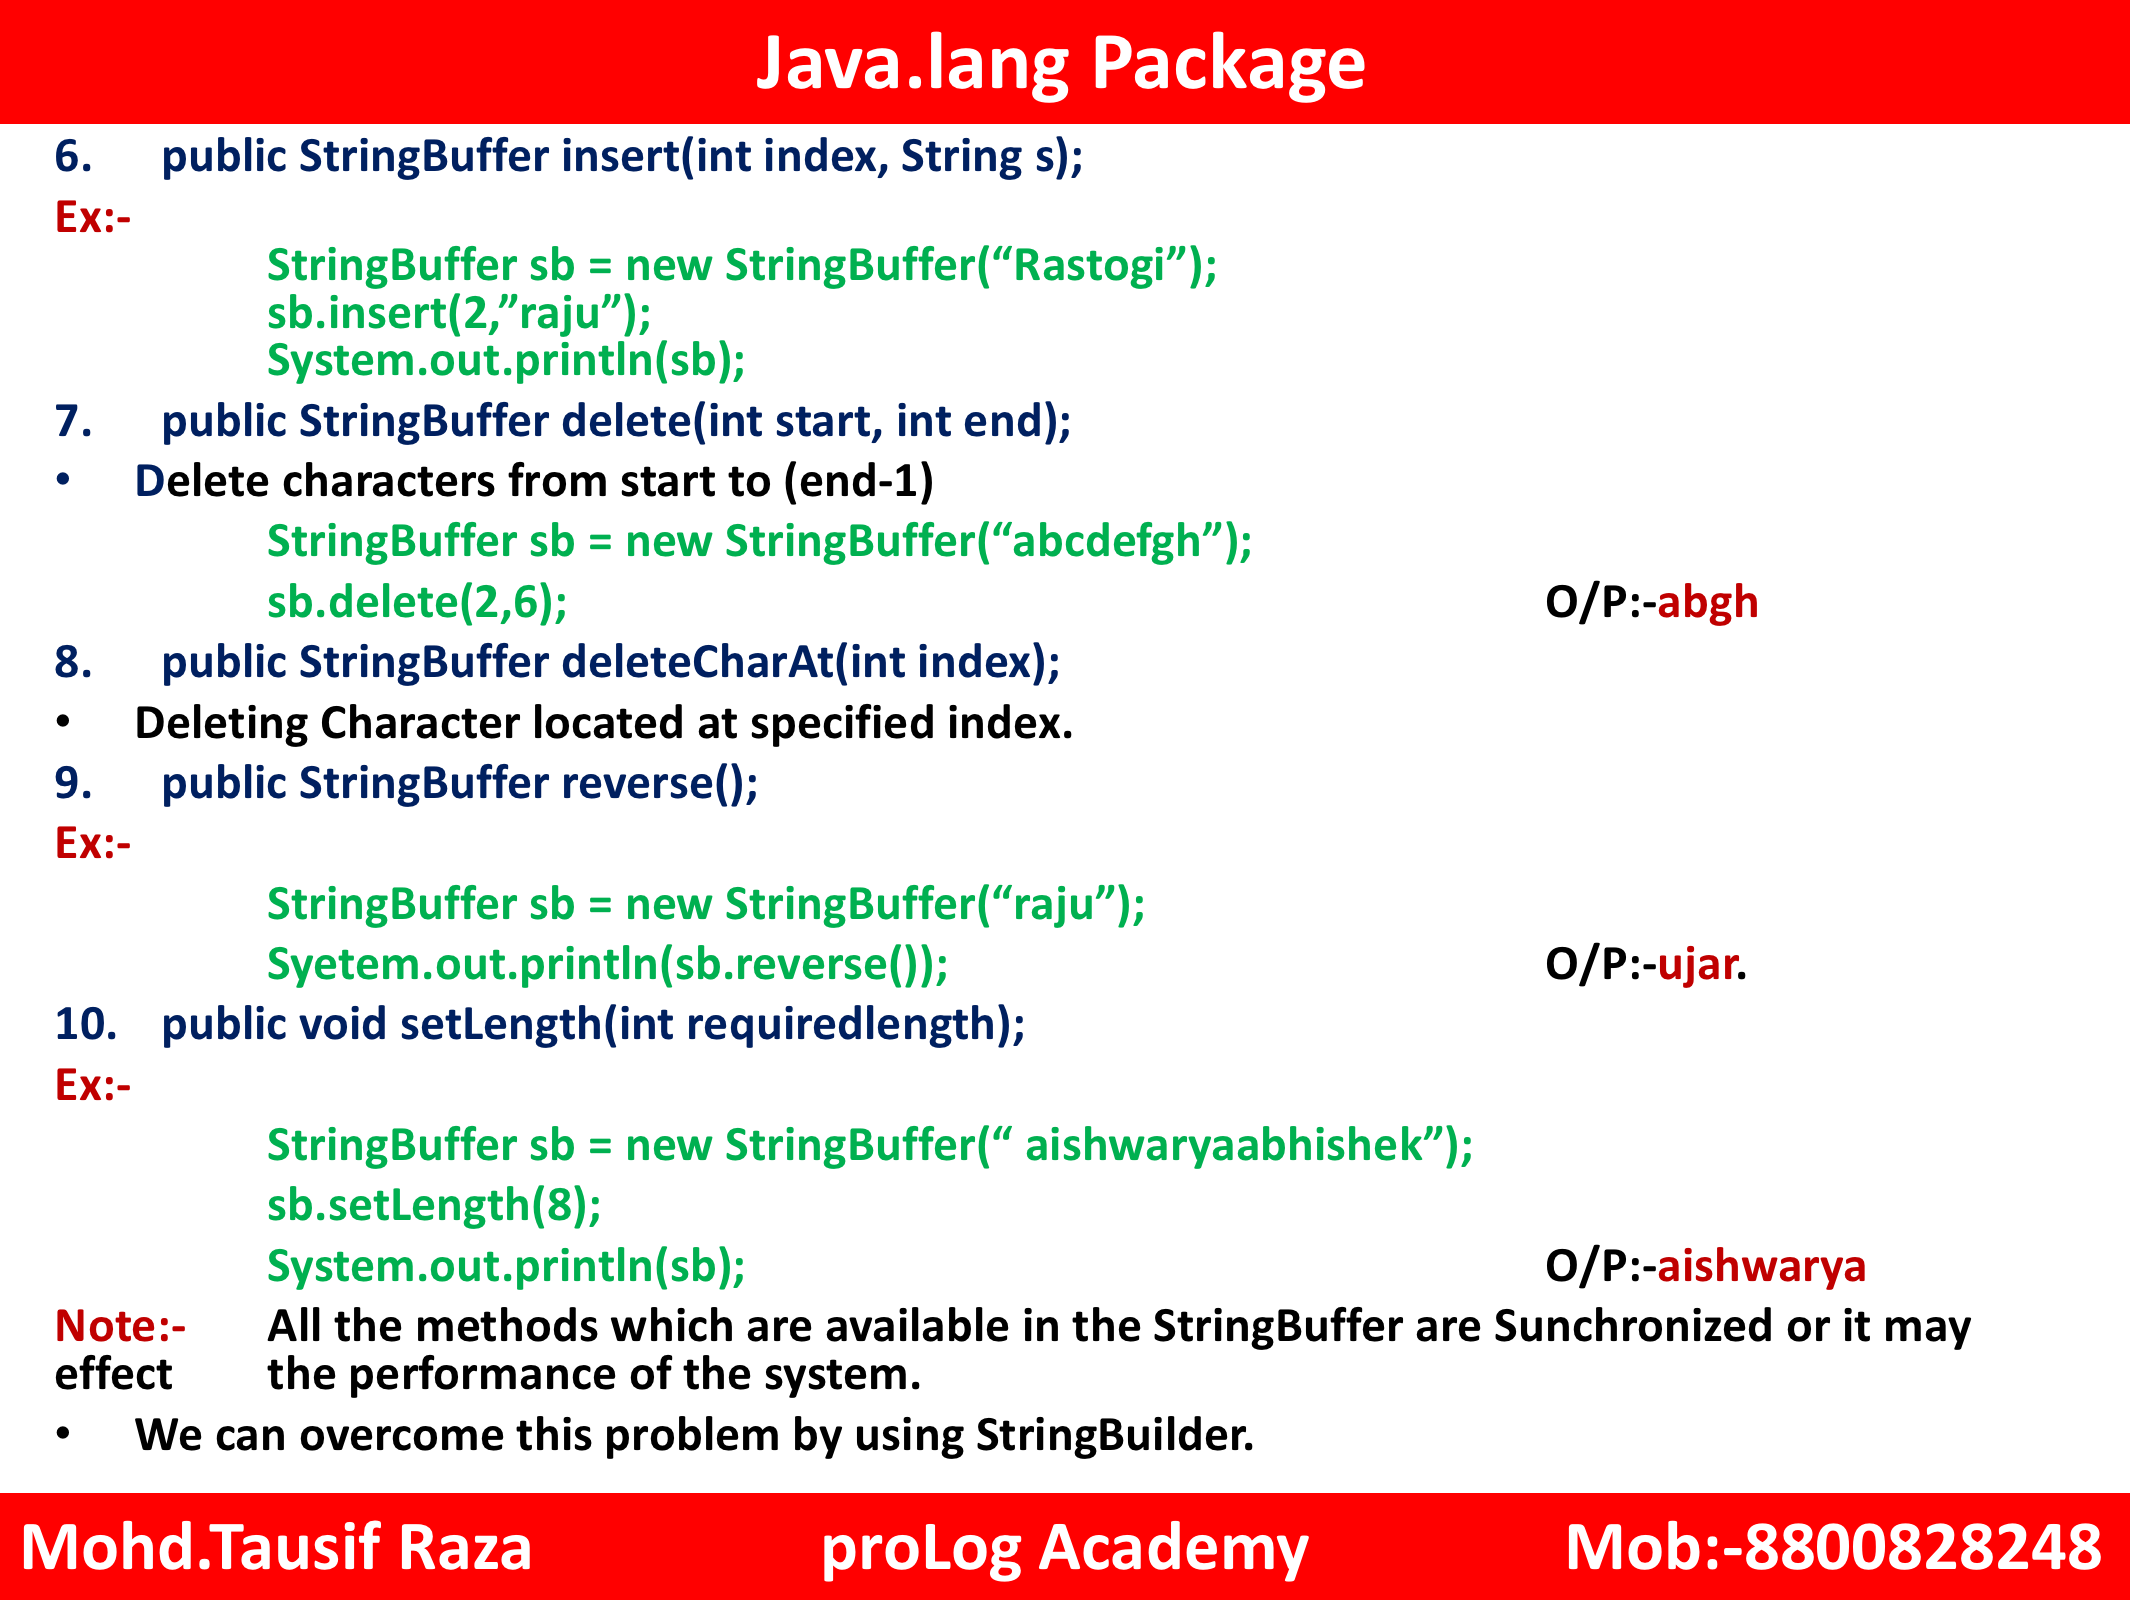 Java.lang Package
6. public StringBuffer insert(int index, String s);
Ex:-
StringBuffer sb = new StringBuffer(“Rastogi”);
sb.insert(2,”raju”);
System.out.println(sb);
7. public StringBuffer delete(int start, int end);
• Delete characters from start to (end-1)
StringBuffer sb = new StringBuffer(“abcdefgh”);
sb.delete(2,6); O/P:-abgh
8. public StringBuffer deleteCharAt(int index);
• Deleting Character located at specified index.
9. public StringBuffer reverse();
Ex:-
StringBuffer sb = new StringBuffer(“raju”);
Syetem.out.println(sb.reverse()); O/P:-ujar.
10. public void setLength(int requiredlength);
Ex:-
StringBuffer sb = new StringBuffer(“ aishwaryaabhishek”);
sb.setLength(8);
System.out.println(sb); O/P:-aishwarya
Note:- All the methods which are available in the StringBuffer are Sunchronized or it may
effect the performance of the system.
• We can overcome this problem by using StringBuilder.
Mohd.Tausif Raza proLog Academy Mob:-8800828248